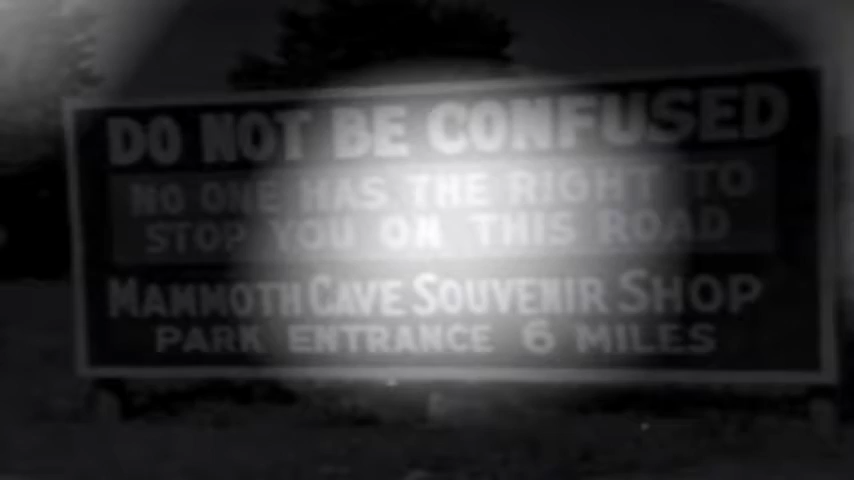 DO NOT BE CONFUSED
NO ONE HAS THE RIGHT TO
STOP YOU ON THIS ROAD
MAMMOTH CAVE SOUVENIR SHOP
PARK ENTRANCE 6 MILES